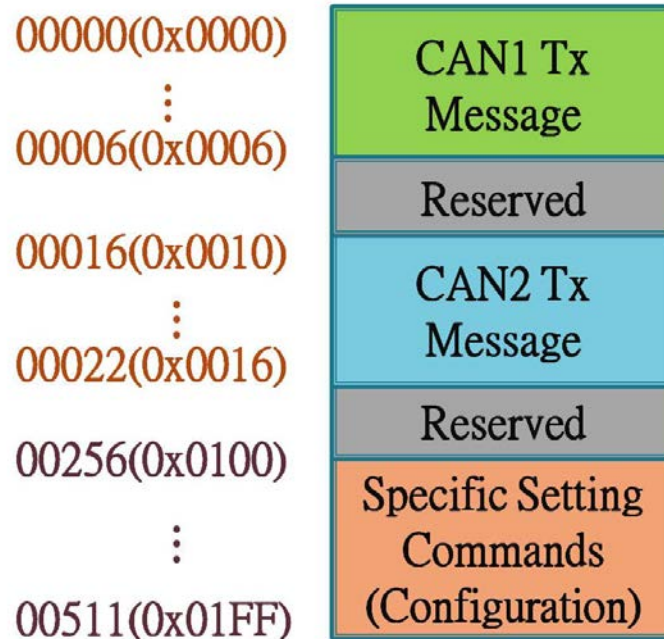 00000(0x0000)
⋮
00006(0x0006)
00016(0x0010)
⋮
00022(0x0016)
00256(0x0100)
⋮
00511(0x01FF)
CAN1 Tx
Message
Reserved
CAN2 Tx
Message
Reserved
Specific Setting
Commands
(Configuration)